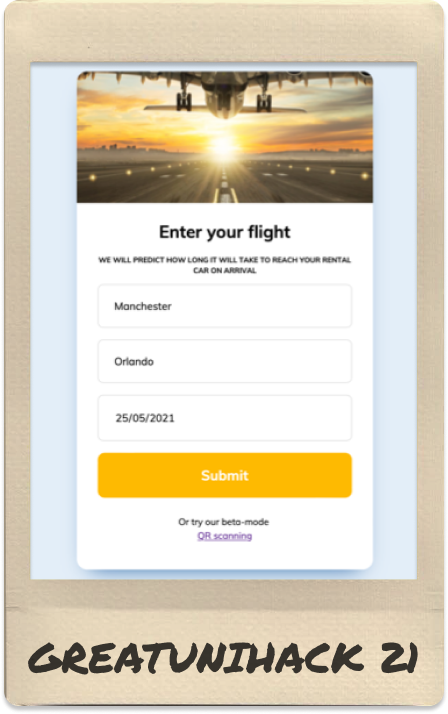 Enter your flight
WE WILL PREDICT HOW LONG IT WILL TAKE TO REACH YOUR RENTAL
CAR ON ARRIVAL
Manchester
Orlando
25/05/2021
Submit
Or try our beta-mode
QR scanning
GREATUNIHACK 21